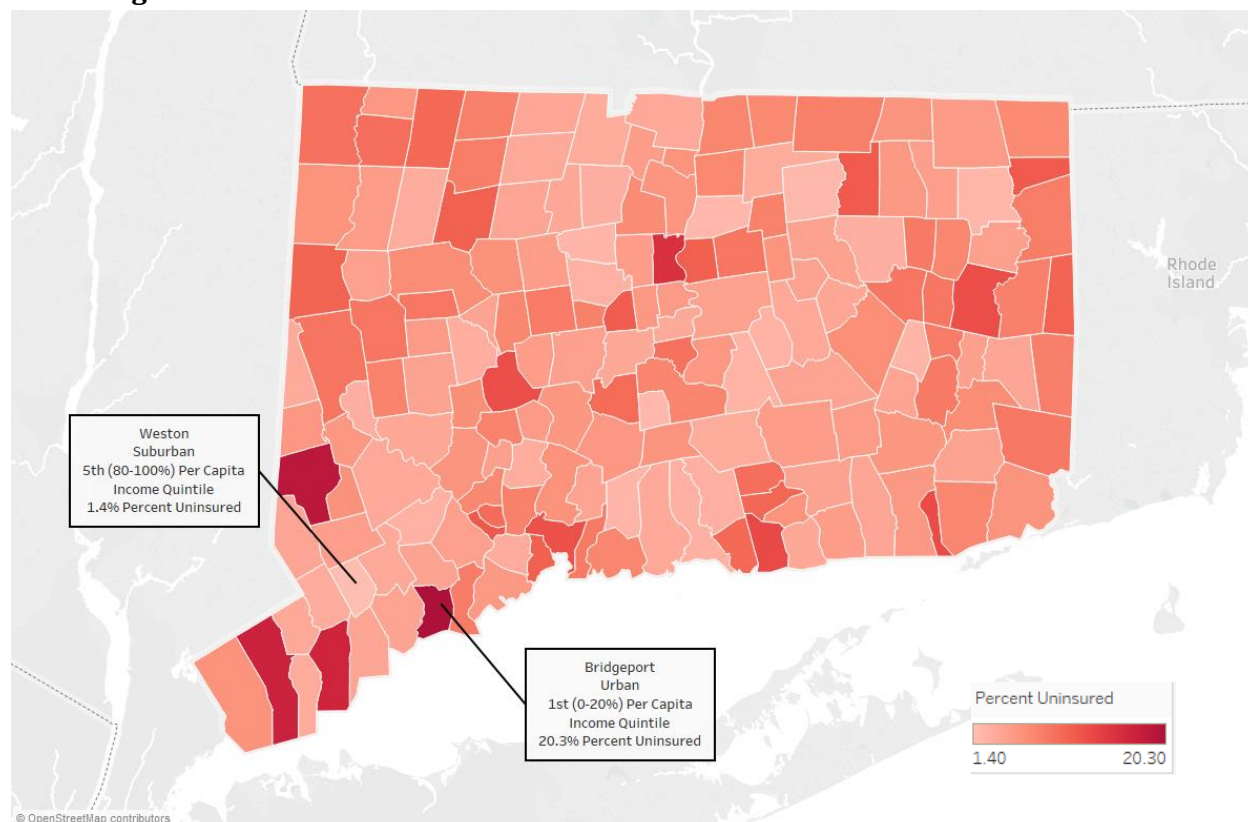 Rhode
Island
Weston
Suburban
5th (80-100%) Per Capita
Income Quintile
1.4% Percent Uninsured
Bridgeport
Urban
1st (0-20%) Per Capita
Income Quintile
20.3% Percent Uninsured
Percent Uninsured
1.40 20.30
© OpenStreetMap contributors